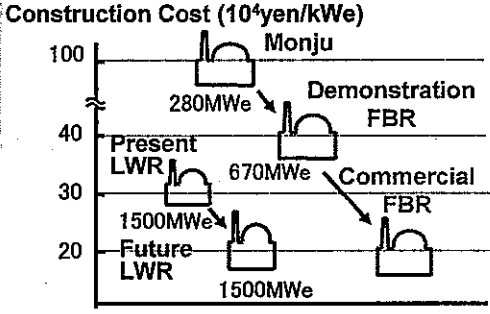 Construction Cost (10⁴yen/kWe)
100
Monju
280MWe
Demonstration
FBR
40
Present
LWR
670MWe
Commercial
FBR
30
1500MWe
Future
LWR
20
1500MWe